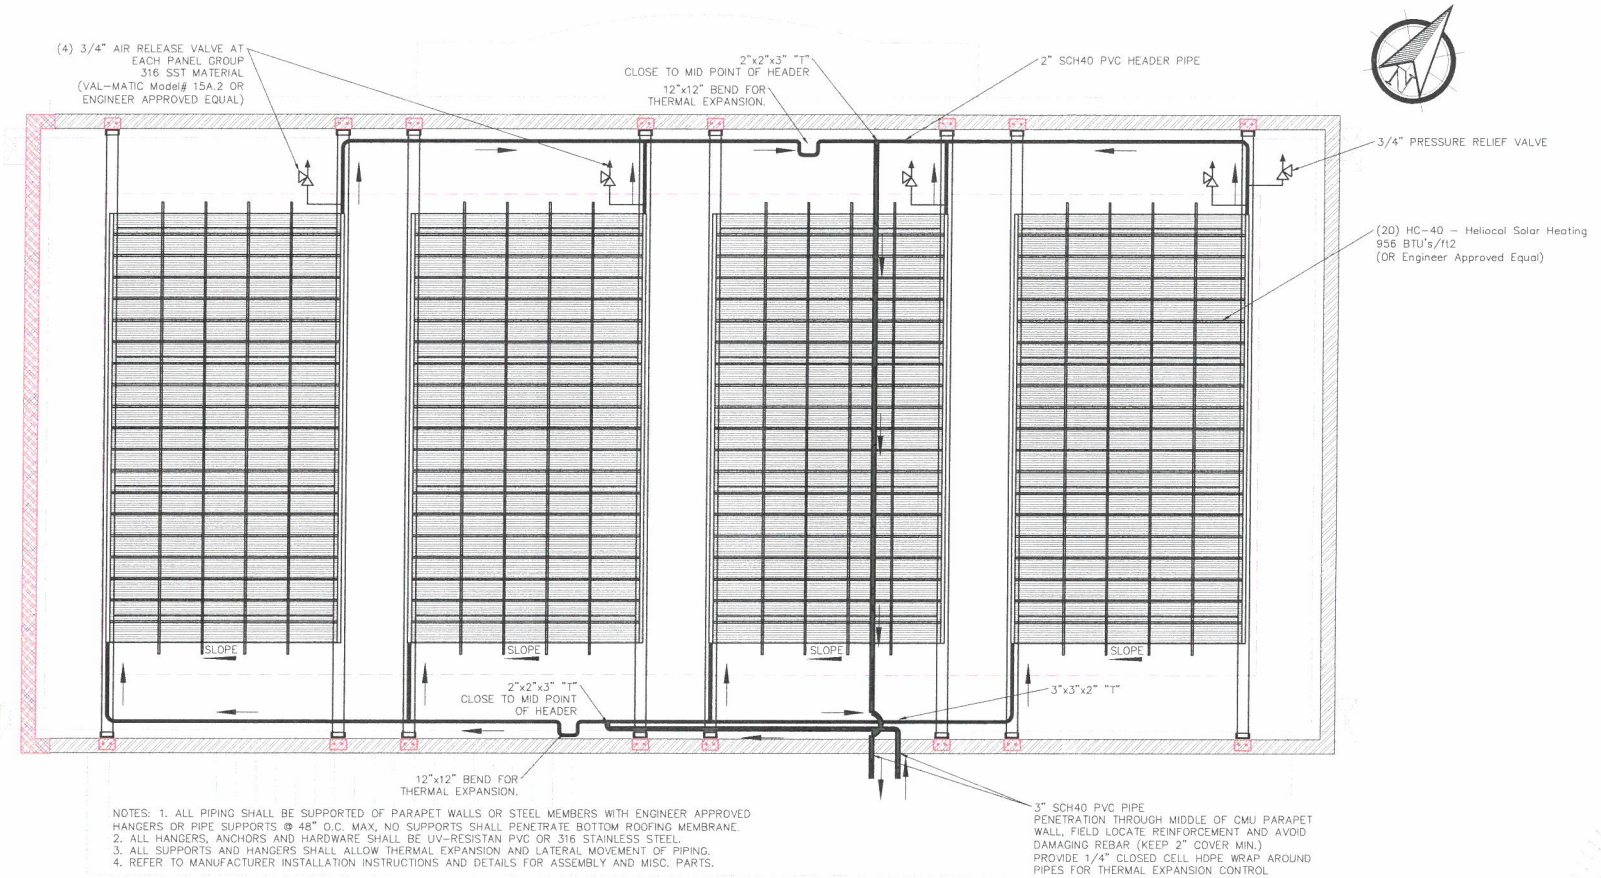 (4) 3/4" AIR RELEASE VALVE AT
EACH PANEL GROUP
316 SST MATERIAL
(VAL-MATIC Model# 15A.2 OR
ENGINEER APPROVED EQUAL)
2"x2"x3" "T"
CLOSE TO MID POINT OF HEADER
12"x12" BEND FOR
THERMAL EXPANSION.
2" SCH40 PVC HEADER PIPE
N
3/4" PRESSURE RELIEF VALVE
(20) HC-40 - Heliocol Solar Heating
956 BTU's/ft2
(OR Engineer Approved Equal)
SLOPE
SLOPE
SLOPE
SLOPE
2"x2"x3" "T"
CLOSE TO MID POINT
OF HEADER
3"x3"x2" "T"
12"x12" BEND FOR
THERMAL EXPANSION.
NOTES: 1. ALL PIPING SHALL BE SUPPORTED OF PARAPET WALLS OR STEEL MEMBERS WITH ENGINEER APPROVED
HANGERS OR PIPE SUPPORTS @ 48" O.C. MAX, NO SUPPORTS SHALL PENETRATE BOTTOM ROOFING MEMBRANE.
2. ALL HANGERS, ANCHORS AND HARDWARE SHALL BE UV-RESISTAN PVC OR 316 STAINLESS STEEL.
3. ALL SUPPORTS AND HANGERS SHALL ALLOW THERMAL EXPANSION AND LATERAL MOVEMENT OF PIPING.
4. REFER TO MANUFACTURER INSTALLATION INSTRUCTIONS AND DETAILS FOR ASSEMBLY AND MISC. PARTS.
3" SCH40 PVC PIPE
PENETRATION THROUGH MIDDLE OF CMU PARAPET
WALL, FIELD LOCATE REINFORCEMENT AND AVOID
DAMAGING REBAR (KEEP 2" COVER MIN.)
PROVIDE 1/4" CLOSED CELL HDPE WRAP AROUND
PIPES FOR THERMAL EXPANSION CONTROL